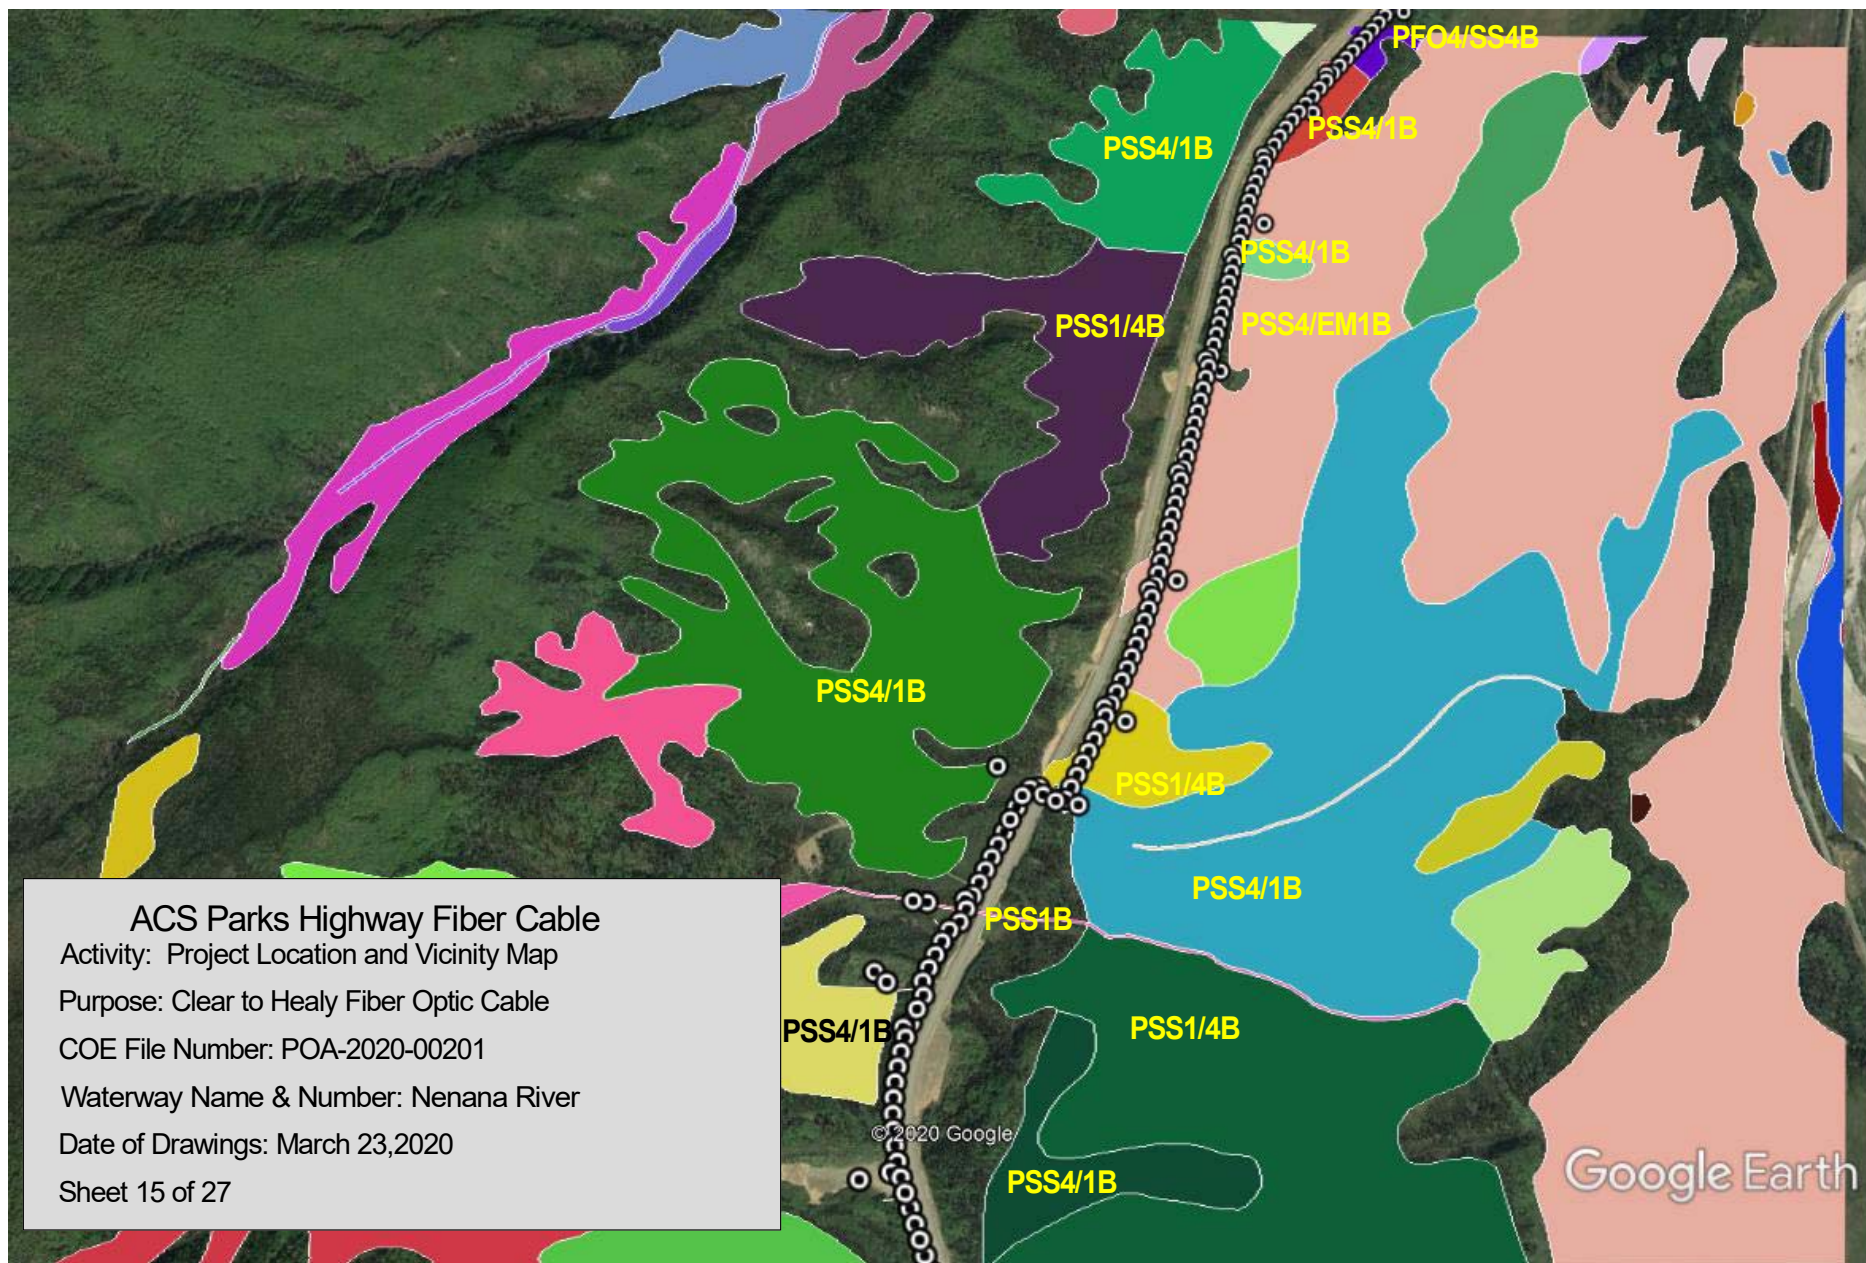 PFO4/SS4B
PSS4/1B
PSS4/1B
PSS4/1B
PSS1/4B
PSS4/EM1B
PSS4/1B
PSS1/4B
PSS4/1B
PSS1B
PSS4/1B
PSS1/4B
PSS4/1B
ACS Parks Highway Fiber Cable
Activity: Project Location and Vicinity Map
Purpose: Clear to Healy Fiber Optic Cable
COE File Number: POA-2020-00201
Waterway Name & Number: Nenana River
Date of Drawings: March 23,2020
Sheet 15 of 27
© 2020 Google
Google Earth